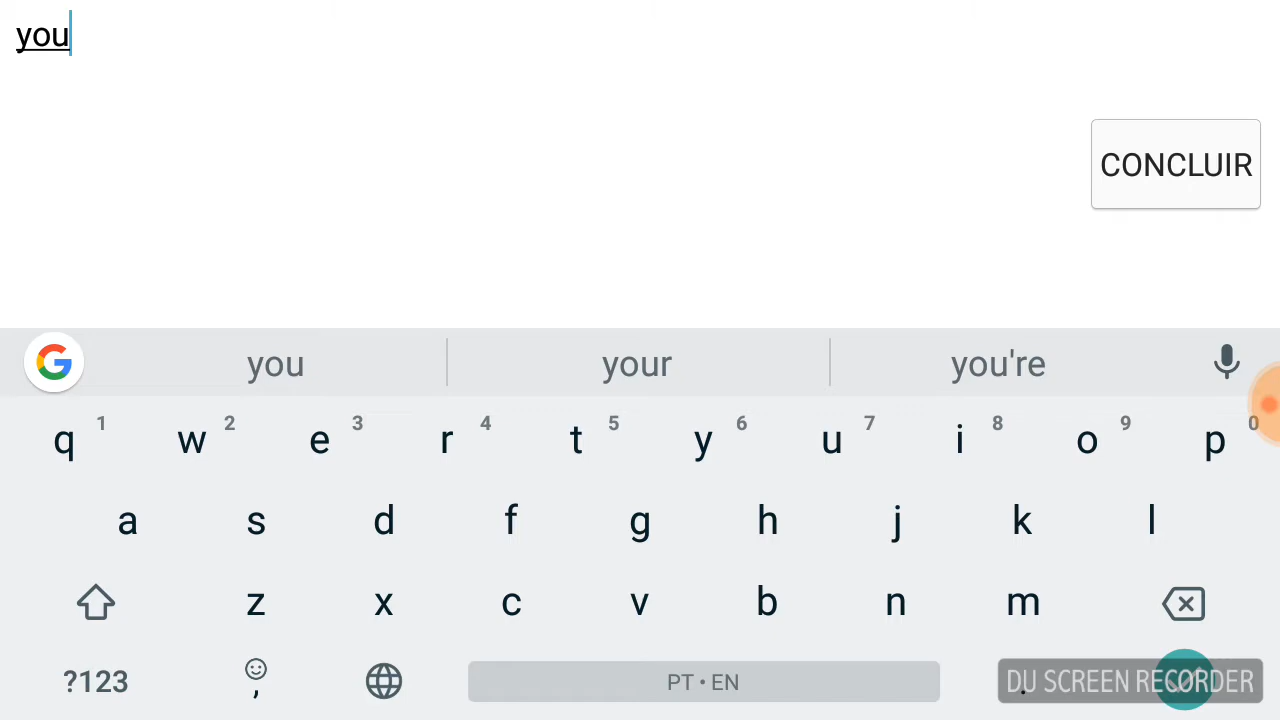 you
CONCLUIR
you your you're
q 1 w 2 e 3 r 4 t 5 y 6 u 7 i 8 o 9 p 0
a s d f g h j k l
z x c v b n m
?123 , PT • EN . DU SCREEN RECORDER